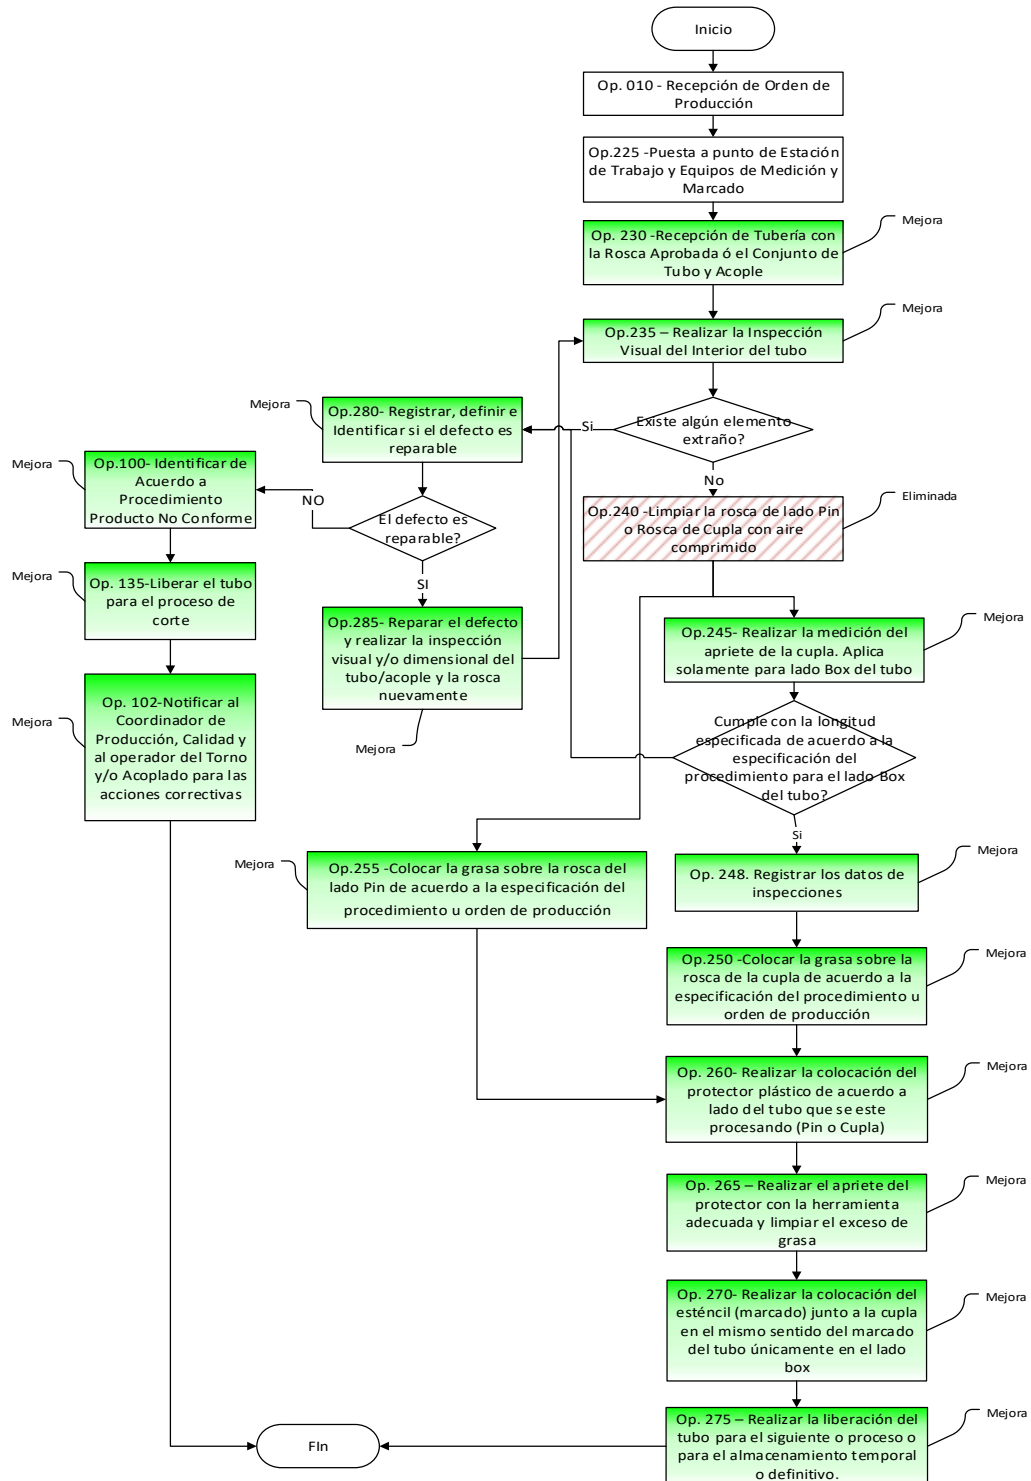 Inicio
Op. 010 - Recepción de Orden de
Producción
Op.225 -Puesta a punto de Estación
de Trabajo y Equipos de Medición y
Marcado
Mejora
Op. 230 -Recepción de Tubería con
la Rosca Aprobada ó el Conjunto de
Tubo y Acople
Mejora
Op.235 – Realizar la Inspección
Visual del Interior del tubo
Mejora
Op.280- Registrar, definir e
Identificar si el defecto es
reparable
Si
Existe algún elemento
extraño?
Mejora
Op.100- Identificar de
Acuerdo a
Procedimiento
Producto No Conforme
NO
El defecto es
reparable?
No
Op.240 -Limpiar la rosca de lado Pin
o Rosca de Cupla con aire
comprimido
Eliminada
Mejora
Op. 135-Liberar el tubo
para el proceso de
corte
SI
Op.285- Reparar el defecto
y realizar la inspección
visual y/o dimensional del
tubo/acople y la rosca
nuevamente
Mejora
Op.245- Realizar la medición del
apriete de la cupla. Aplica
solamente para lado Box del tubo
Mejora
Mejora
Op. 102-Notificar al
Coordinador de
Producción, Calidad y
al operador del Torno
y/o Acoplado para las
acciones correctivas
Cumple con la longitud
especificada de acuerdo a la
especificación del
procedimiento para el lado Box
del tubo?
Si
Mejora
Op.255 -Colocar la grasa sobre la rosca del
lado Pin de acuerdo a la especificación del
procedimiento u orden de producción
Op. 248. Registrar los datos de
inspecciones
Mejora
Op.250 -Colocar la grasa sobre la
rosca de la cupla de acuerdo a la
especificación del procedimiento u
orden de producción
Mejora
Op. 260- Realizar la colocación del
protector plástico de acuerdo a
lado del tubo que se este
procesando (Pin o Cupla)
Mejora
Op. 265 – Realizar el apriete del
protector con la herramienta
adecuada y limpiar el exceso de
grasa
Mejora
Op. 270- Realizar la colocación del
esténcil (marcado) junto a la cupla
en el mismo sentido del marcado
del tubo únicamente en el lado
box
Mejora
Op. 275 – Realizar la liberación del
tubo para el siguiente o proceso o
para el almacenamiento temporal
o definitivo.
Mejora
FIn